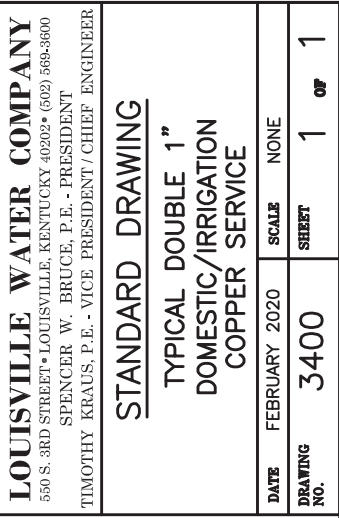 LOUISVILLE WATER COMPANY
550 S. 3RD STREET • LOUISVILLE, KENTUCKY 40202 • (502) 569-3600
SPENCER W. BRUCE, P.E. - PRESIDENT
TIMOTHY KRAUS, P.E. - VICE PRESIDENT / CHIEF ENGINEER
STANDARD DRAWING
TYPICAL DOUBLE 1"
DOMESTIC/IRRIGATION
COPPER SERVICE
DATE FEBRUARY 2020
SCALE NONE
DRAWING
NO. 3400
SHEET 1 OF 1